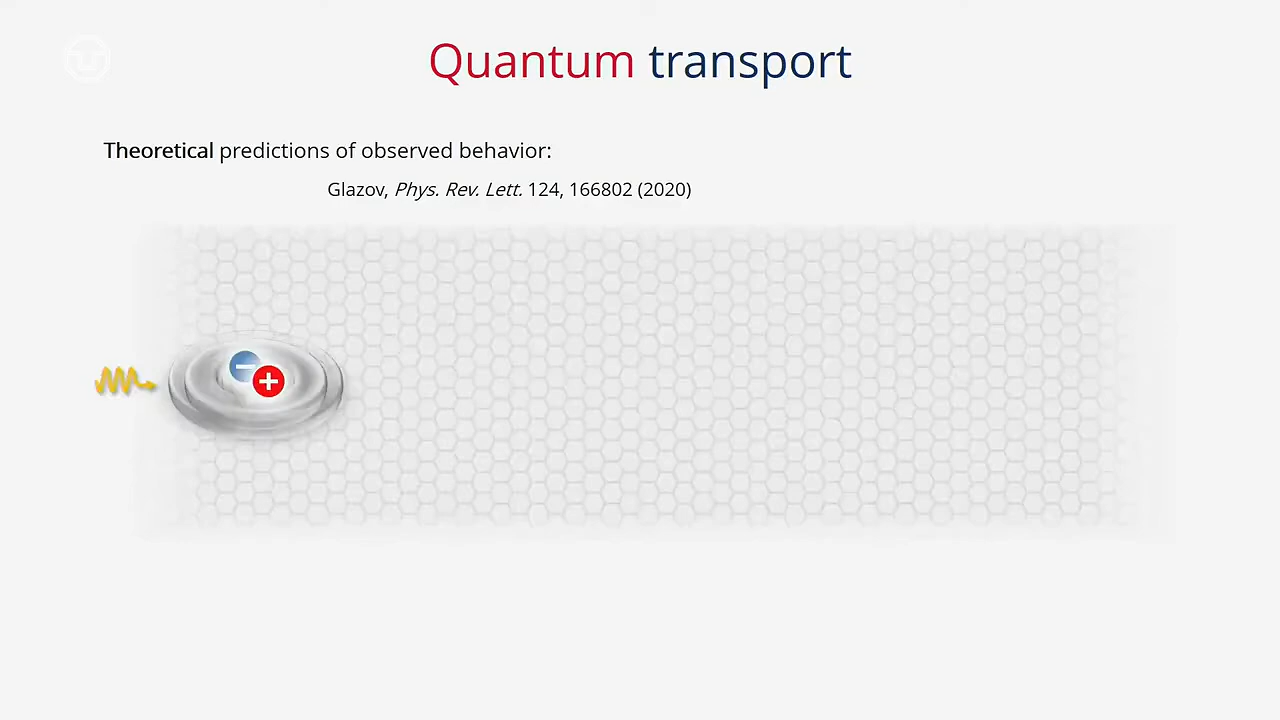 Quantum transport
Theoretical predictions of observed behavior:
Glazov, Phys. Rev. Lett. 124, 166802 (2020)